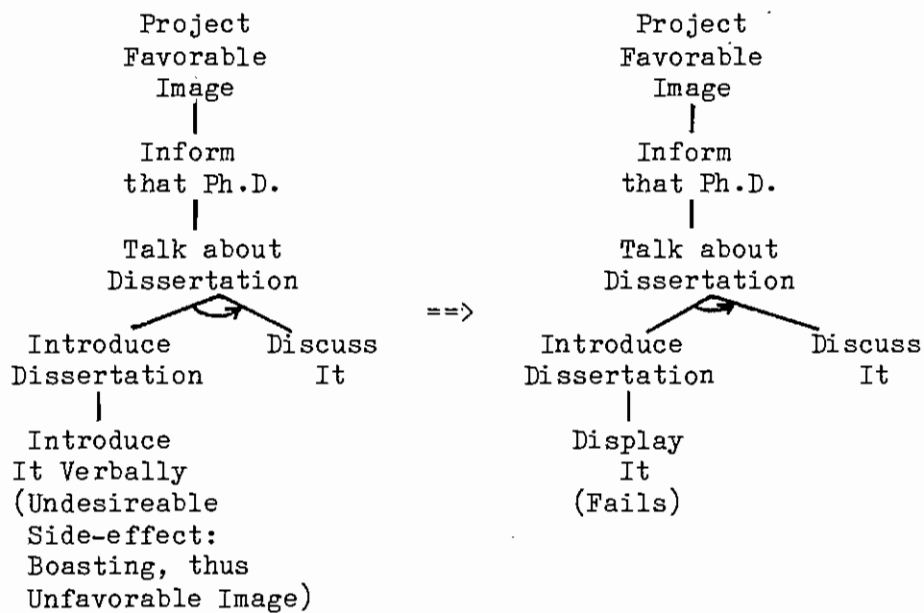 Project
Favorable
Image
Inform
that Ph.D.
Talk about
Dissertation
Introduce
Dissertation
Discuss
It
Introduce
It Verbally
(Undesireable
Side-effect:
Boasting, thus
Unfavorable Image)
==>
Project
Favorable
Image
Inform
that Ph.D.
Talk about
Dissertation
Introduce
Dissertation
Discuss
It
Display
It
(Fails)